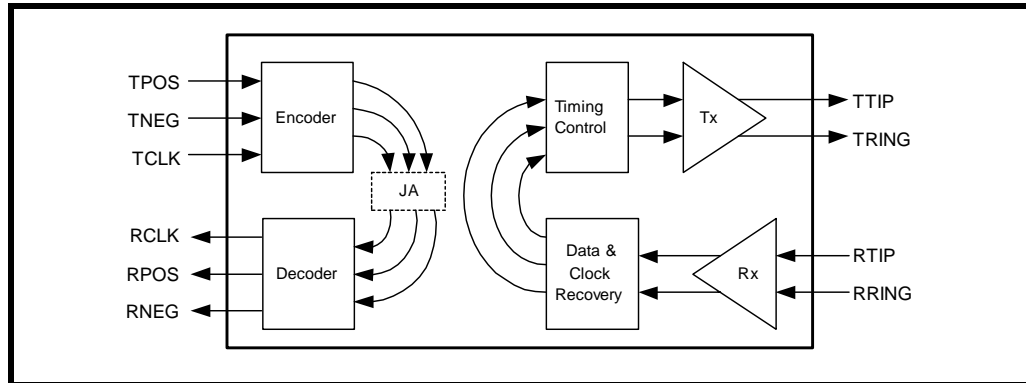 TPOS
TNEG
TCLK
Encoder
JA
RCLK
RPOS
RNEG
Decoder
Timing
Control
Tx
TTIP
TRING
Data &
Clock
Recovery
Rx
RTIP
RRING